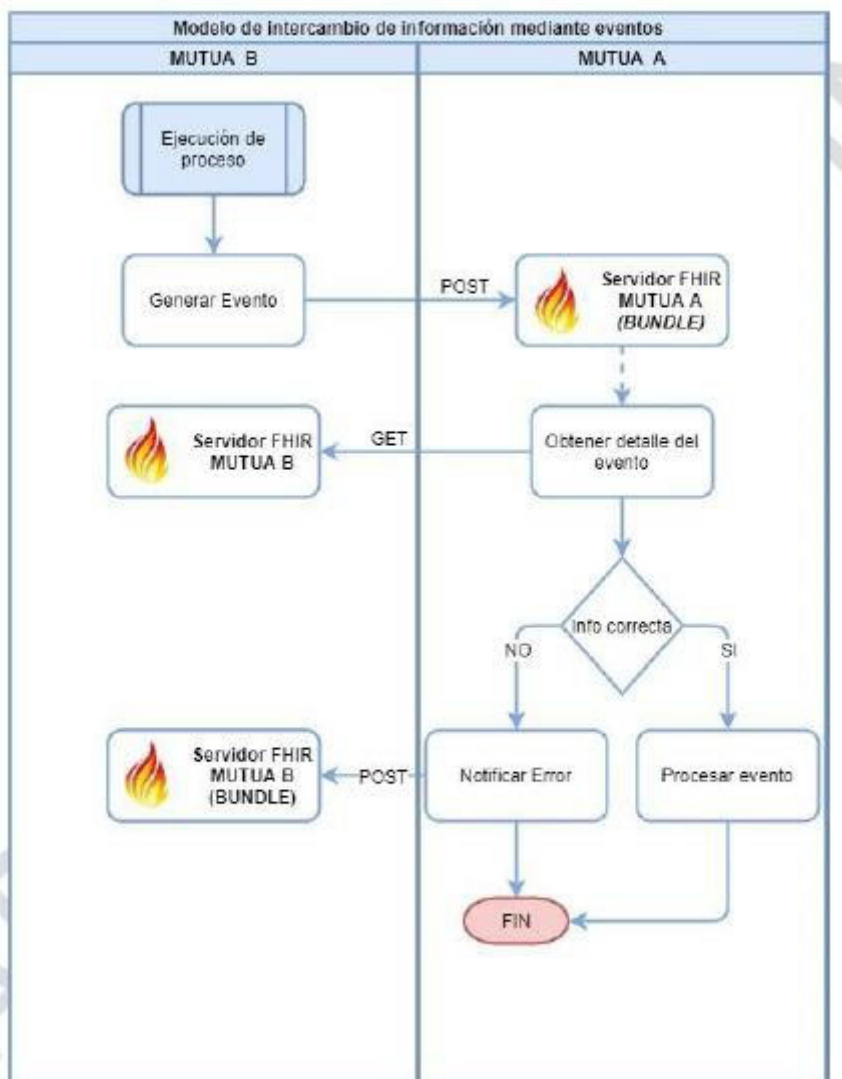 Modelo de intercambio de información mediante eventos
MUTUA B
MUTUA A
Ejecución de
proceso
Generar Evento
POST
Servidor FHIR
MUTUA A
(BUNDLE)
Servidor FHIR
MUTUA B
GET
Obtener detalle del
evento
Info correcta
NO
SI
Servidor FHIR
MUTUA B
(BUNDLE)
POST
Notificar Error
Procesar evento
FIN